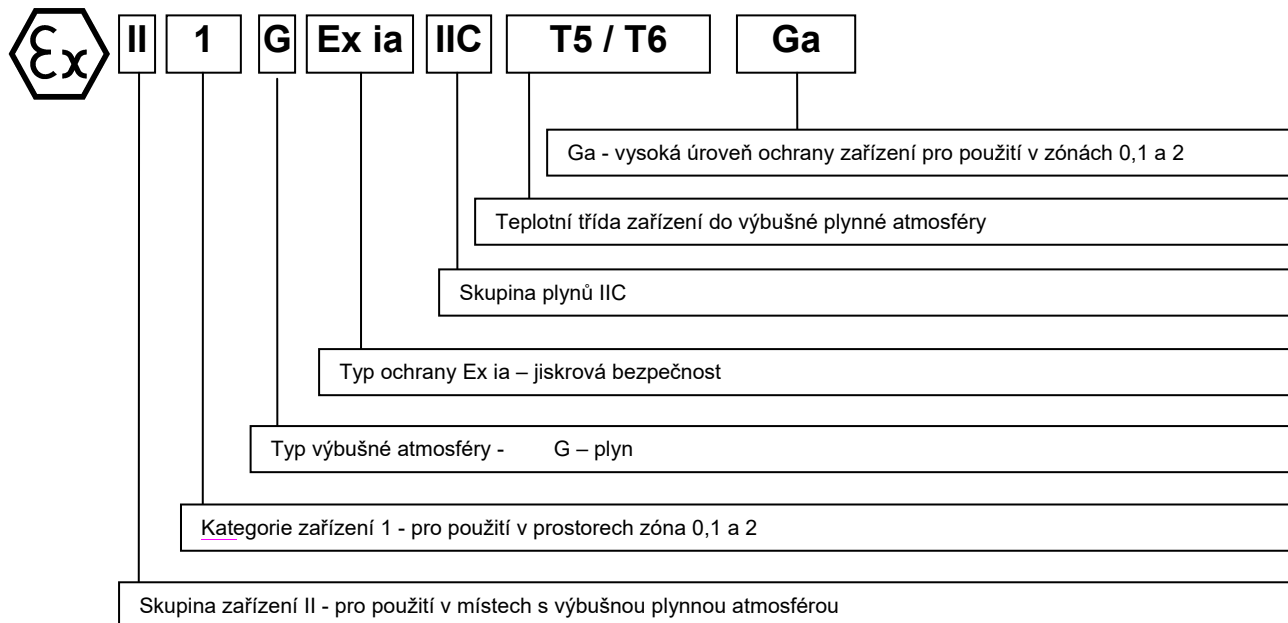 Ex II 1 G Ex ia IIC T5 / T6 Ga
Ga - vysoká úroveň ochrany zařízení pro použití v zónách 0,1 a 2
Teplotní třída zařízení do výbušné plynné atmosféry
Skupina plynů IIC
Typ ochrany Ex ia – jiskrová bezpečnost
Typ výbušné atmosféry - G – plyn
Kategorie zařízení 1 - pro použití v prostorech zóna 0,1 a 2
Skupina zařízení II - pro použití v místech s výbušnou plynnou atmosférou